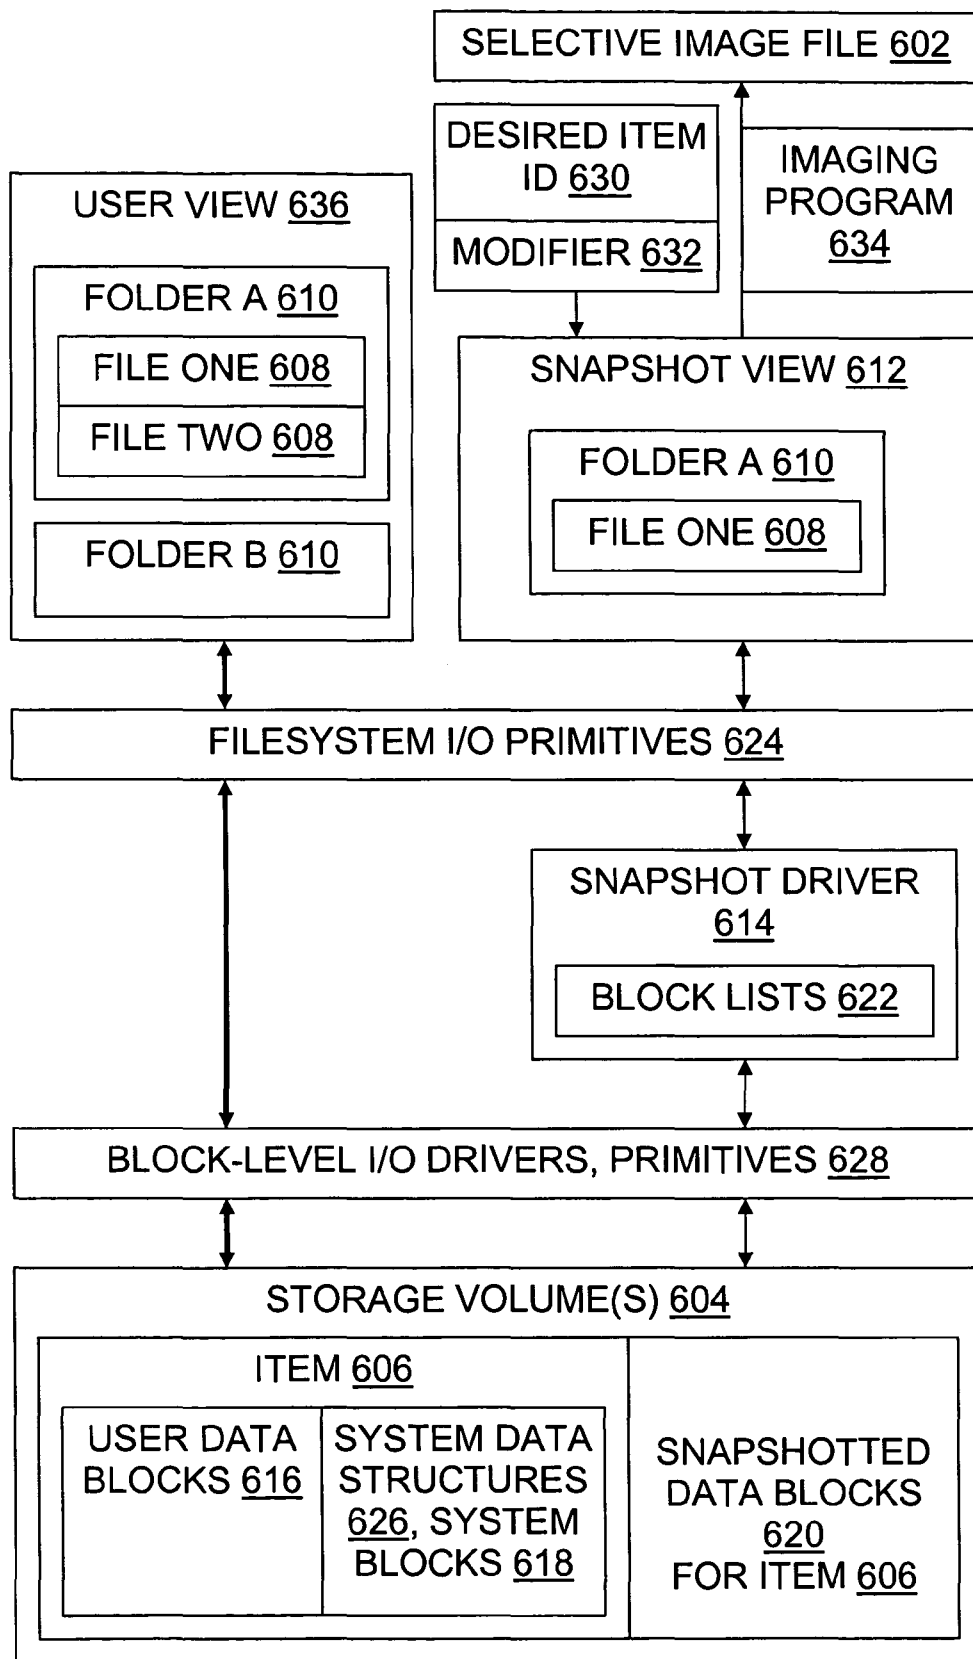 SELECTIVE IMAGE FILE 602
DESIRED ITEM
ID 630
MODIFIER 632
IMAGING
PROGRAM
634
USER VIEW 636
FOLDER A 610
FILE ONE 608
FILE TWO 608
FOLDER B 610
SNAPSHOT VIEW 612
FOLDER A 610
FILE ONE 608
FILESYSTEM I/O PRIMITIVES 624
SNAPSHOT DRIVER
614
BLOCK LISTS 622
BLOCK-LEVEL I/O DRIVERS, PRIMITIVES 628
STORAGE VOLUME(S) 604
ITEM 606
USER DATA
BLOCKS 616
SYSTEM DATA
STRUCTURES
626, SYSTEM
BLOCKS 618
SNAPSHOTTED
DATA BLOCKS
620
FOR ITEM 606